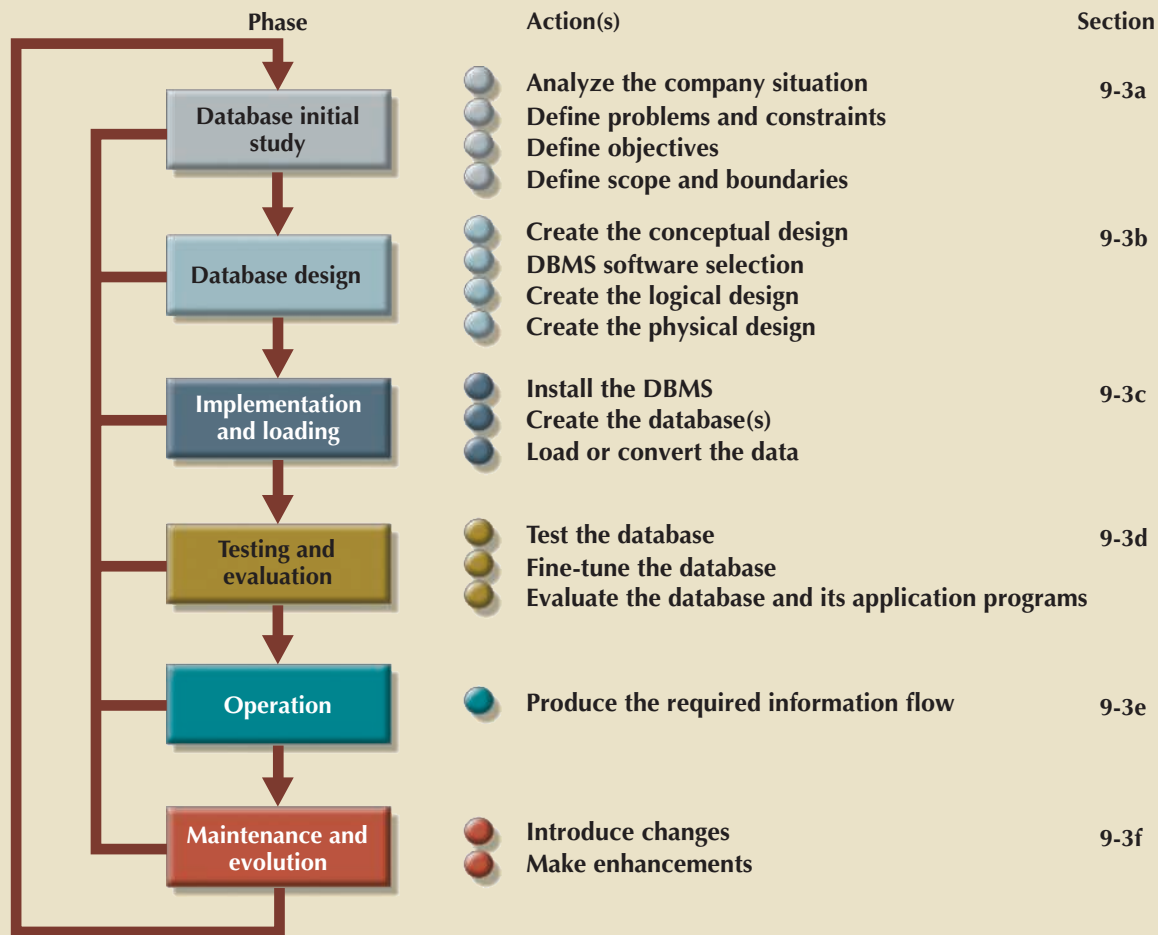 Phase Action(s) Section
Database initial
study
Analyze the company situation
Define problems and constraints
Define objectives
Define scope and boundaries
9-3a
Database design
Create the conceptual design
DBMS software selection
Create the logical design
Create the physical design
9-3b
Implementation
and loading
Install the DBMS
Create the database(s)
Load or convert the data
9-3c
Testing and
evaluation
Test the database
Fine-tune the database
Evaluate the database and its application programs
9-3d
Operation
Produce the required information flow
9-3e
Maintenance and
evolution
Introduce changes
Make enhancements
9-3f